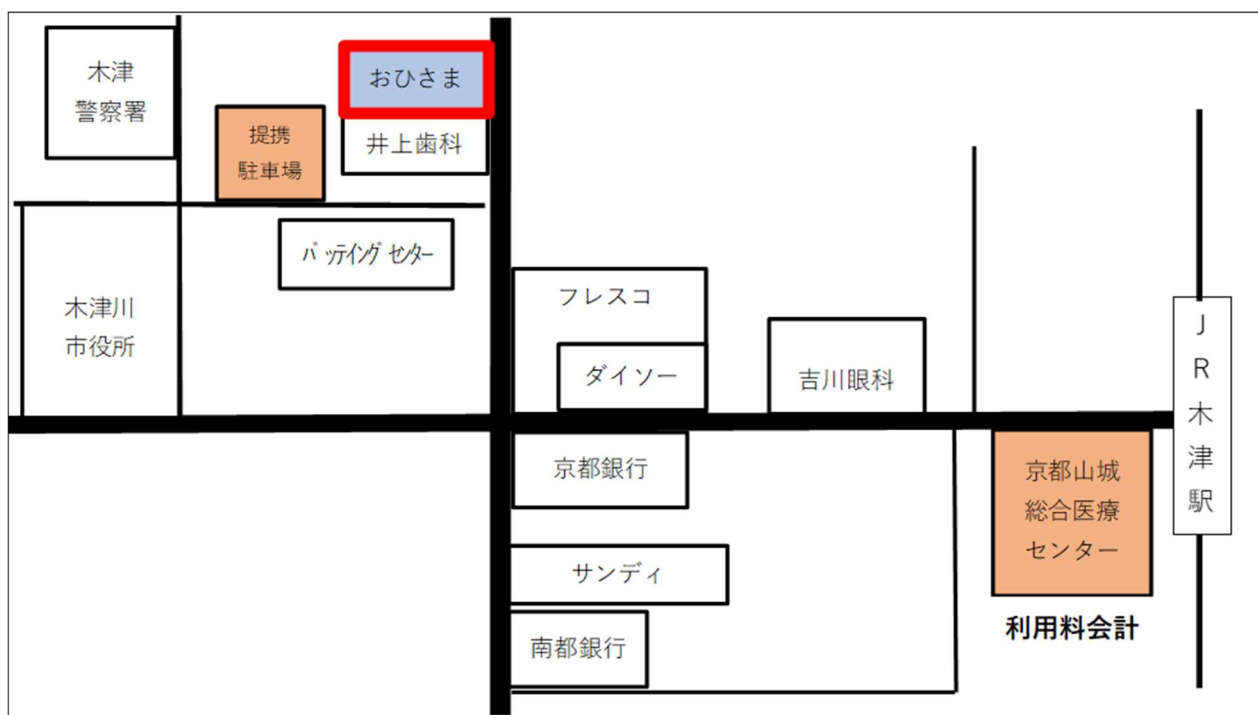 木津
警察署
おひさま
提携
駐車場
井上歯科
バッテイングセンター
木津川
市役所
フレスコ
ダイソー
吉川眼科
JR木津駅
京都銀行
京都山城
総合医療
センター
サンディ
利用料会計
南都銀行